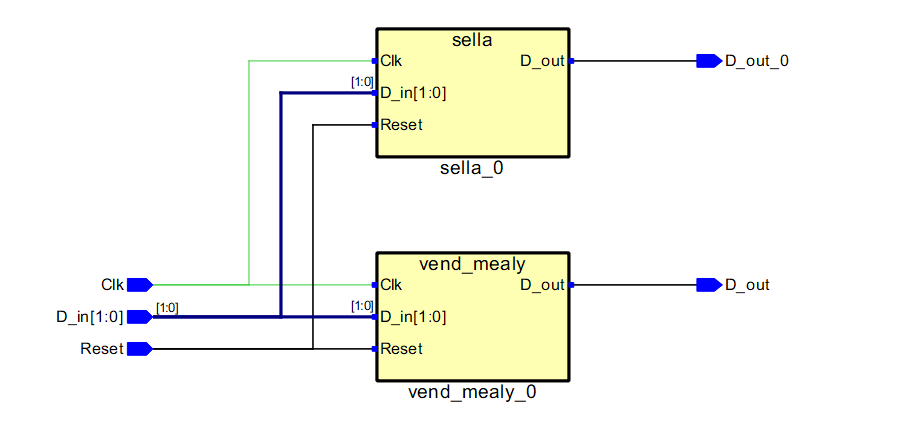 sella
Clk
D_out
D_out_0
[1:0]
D_in[1:0]
Reset
sella_0
vend_mealy
Clk
Clk
D_out
D_out
D_in[1:0]
[1:0]
[1:0]
D_in[1:0]
Reset
Reset
vend_mealy_0